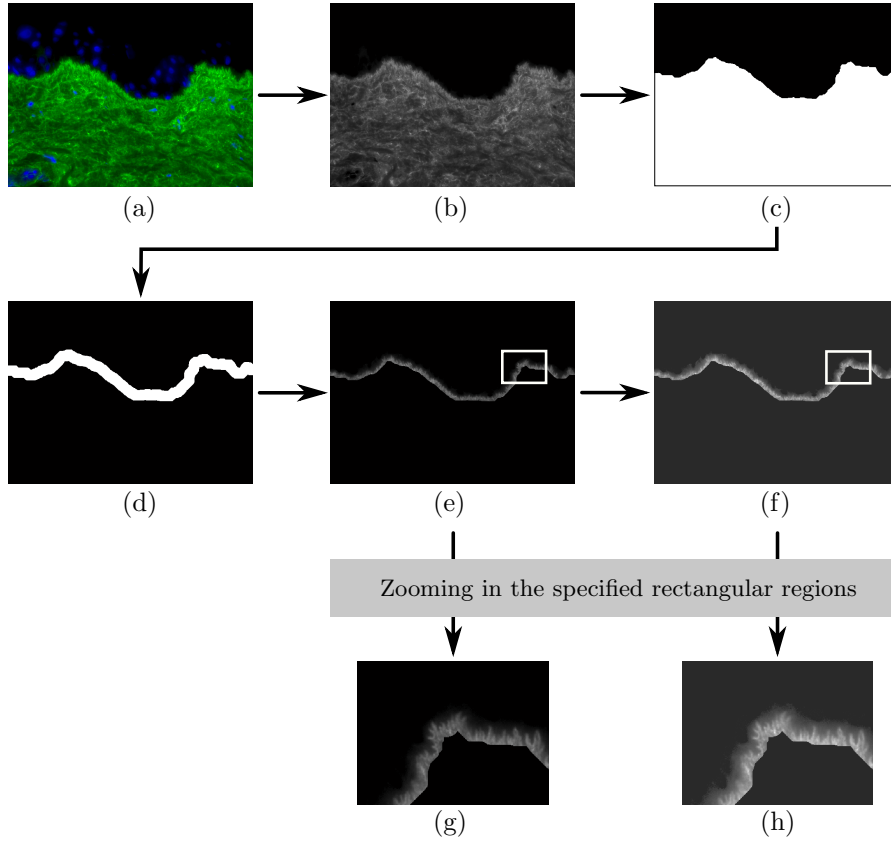 (a)
(b)
(c)
(d)
(e)
(f)
Zooming in the specified rectangular regions
(g)
(h)